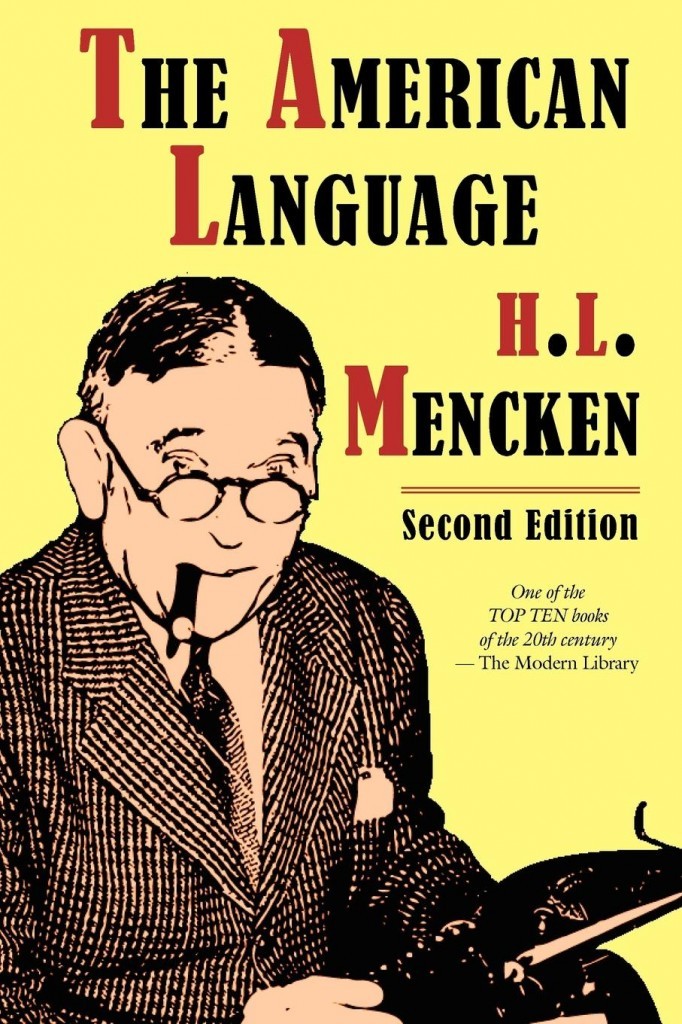 THE AMERICAN
LANGUAGE
H.L.
MENCKEN
Second Edition
One of the
TOP TEN books
of the 20th century
— The Modern Library